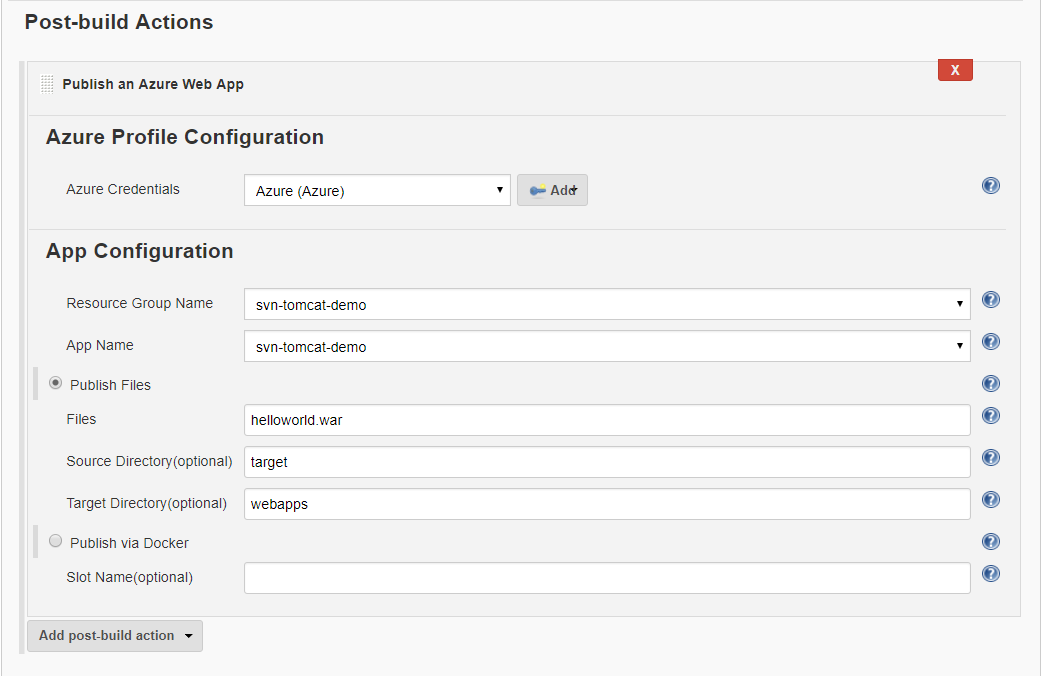 Post-build Actions
Publish an Azure Web App
X
Azure Profile Configuration
Azure Credentials
Azure (Azure)
Add
App Configuration
Resource Group Name
svn-tomcat-demo
App Name
svn-tomcat-demo
Publish Files
Files
helloworld.war
Source Directory(optional)
target
Target Directory(optional)
webapps
Publish via Docker
Slot Name(optional)
Add post-build action